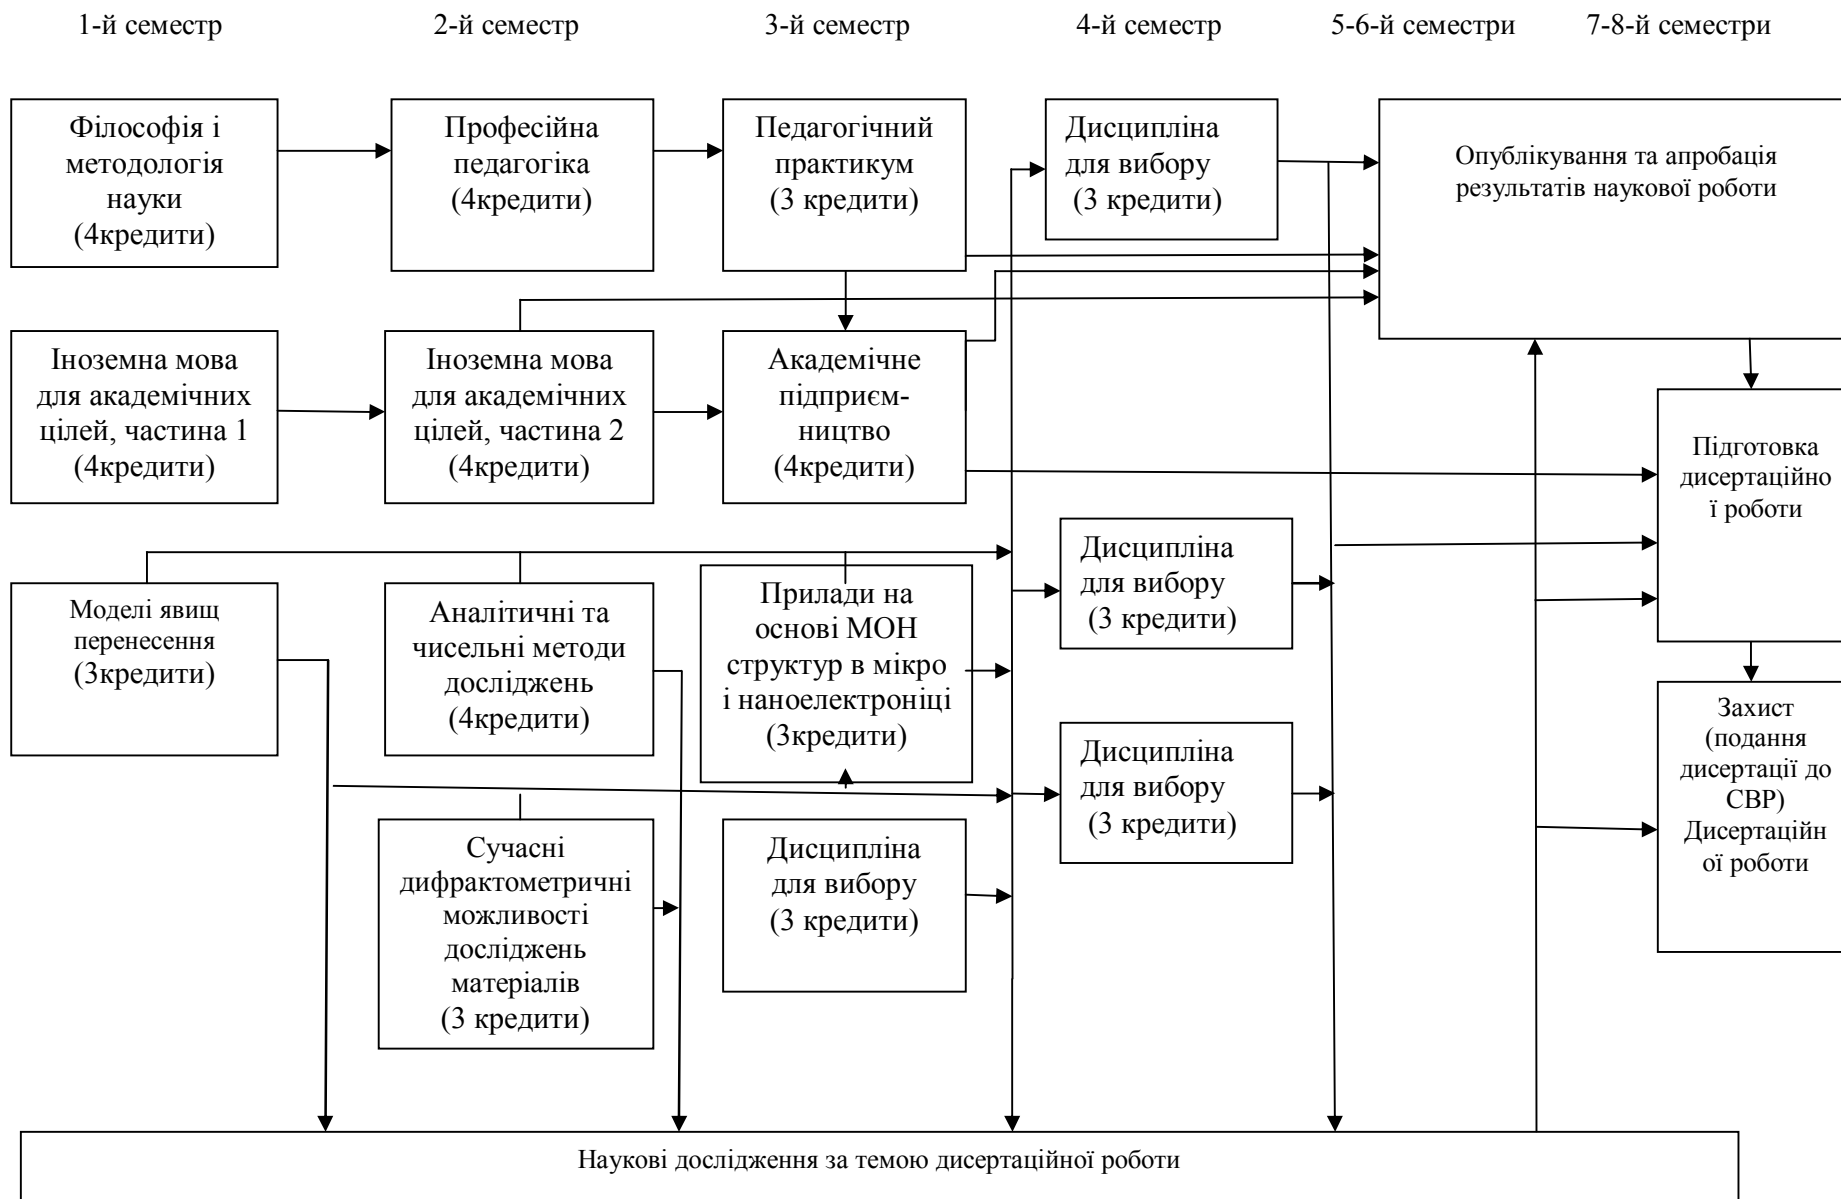 1-й семестр
2-й семестр
3-й семестр
4-й семестр
5-6-й семестри
7-8-й семестри
Філософія і
методологія
науки
(4кредити)
Професійна
педагогіка
(4кредити)
Педагогічний
практикум
(3 кредити)
Дисципліна
для вибору
(3 кредити)
Опублікування та апробація
результатів наукової роботи
Іноземна мова
для академічних
цілей, частина 1
(4кредити)
Іноземна мова
для академічних
цілей, частина 2
(4кредити)
Академічне
підприєм-
ництво
(4кредити)
Підготовка
дисертаційно
ї роботи
Моделі явищ
перенесення
(3кредити)
Аналітичні та
чисельні методи
досліджень
(4кредити)
Прилади на
основі МОН
структур в мікро
і наноелектроніці
(3кредити)
Дисципліна
для вибору
(3 кредити)
Дисципліна
для вибору
(3 кредити)
Захист
(подання
дисертації до
СВР)
Дисертаційн
ої роботи
Сучасні
дифрактометричні
можливості
досліджень
матеріалів
(3 кредити)
Дисципліна
для вибору
(3 кредити)
Наукові дослідження за темою дисертаційної роботи